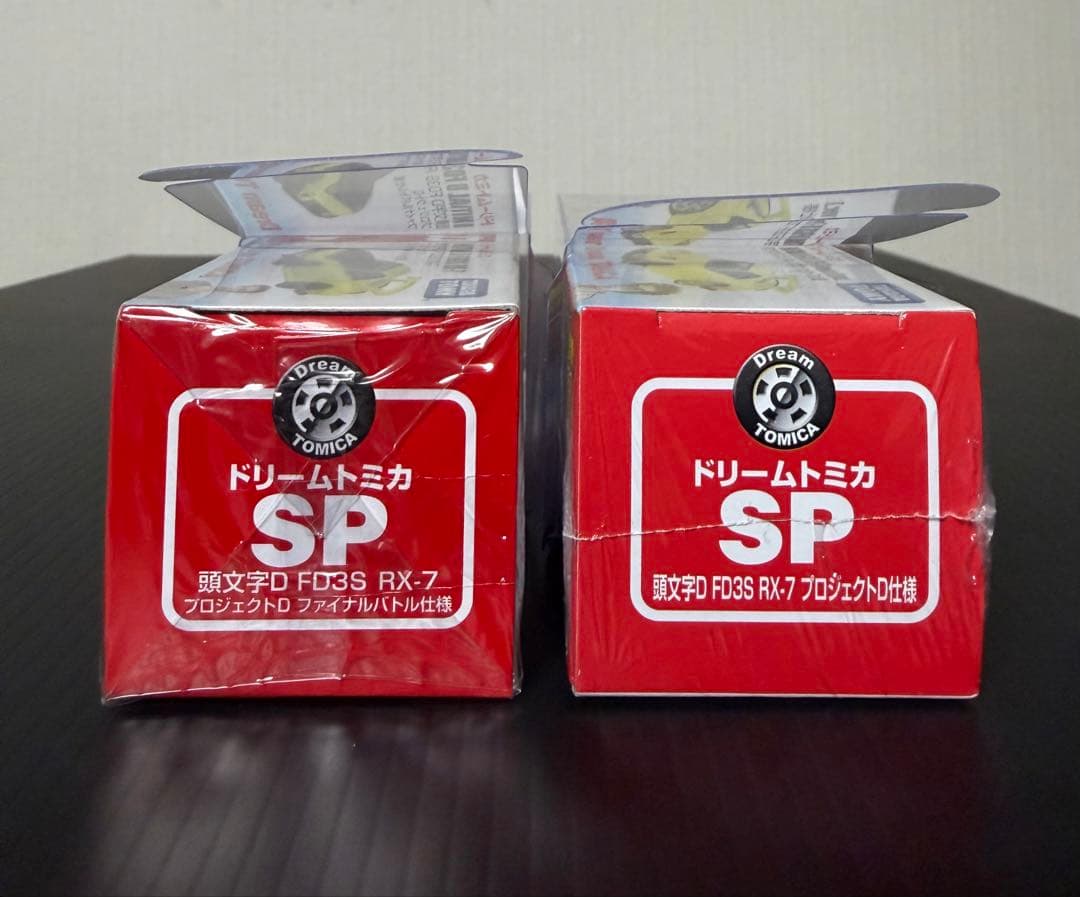 Dream
TOMICA
ドリームトミカ
SP
頭文字D FD3S RX-7
プロジェクトD ファイナルバトル仕様
Dream
TOMICA
ドリームトミカ
SP
頭文字D FD3S RX-7 プロジェクトD仕様